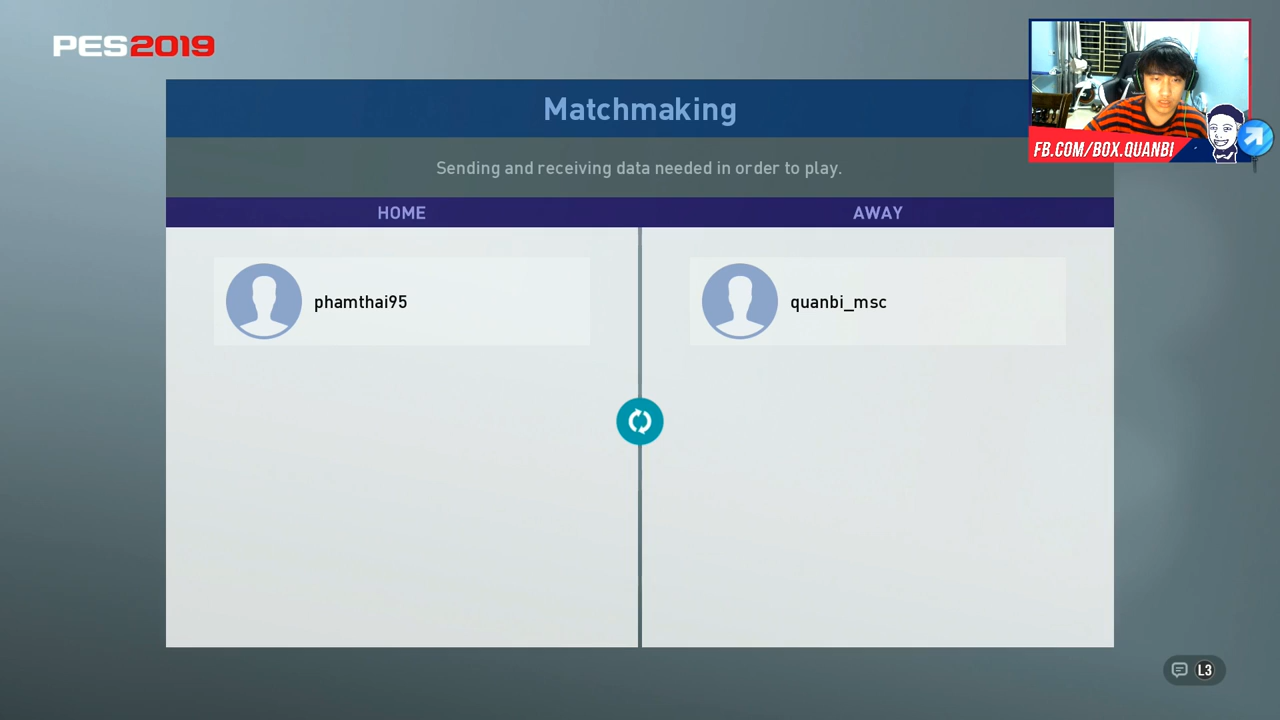 PES2019
Matchmaking
FB.COM/BOX.QUANBI
Sending and receiving data needed in order to play.
HOME
AWAY
phamthai95
quanbi_msc
L3